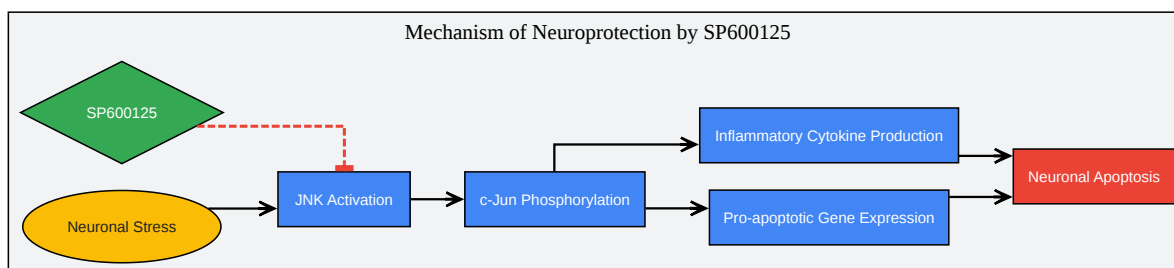 Mechanism of Neuroprotection by SP600125
SP600125
Neuronal Stress
JNK Activation
c-Jun Phosphorylation
Inflammatory Cytokine Production
Pro-apoptotic Gene Expression
Neuronal Apoptosis